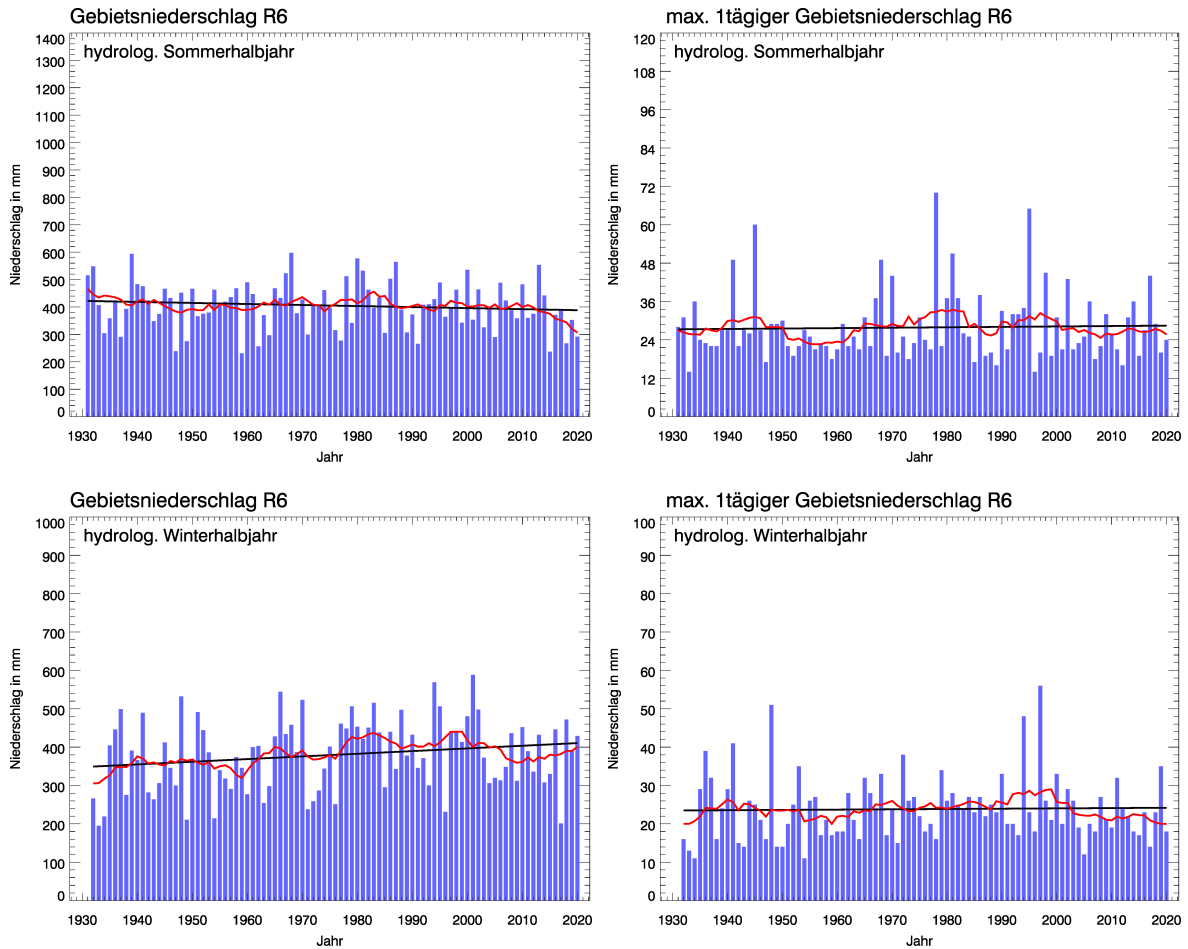 Gebietsniederschlag R6
hydrolog. Sommerhalbjahr
Niederschlag in mm
1400
1300
1200
1100
1000
900
800
700
600
500
400
300
200
100
0
1930 1940 1950 1960 1970 1980 1990 2000 2010 2020
Jahr
max. 1tägiger Gebietsniederschlag R6
hydrolog. Sommerhalbjahr
Niederschlag in mm
120
108
96
84
72
60
48
36
24
12
0
1930 1940 1950 1960 1970 1980 1990 2000 2010 2020
Jahr
Gebietsniederschlag R6
hydrolog. Winterhalbjahr
Niederschlag in mm
1000
900
800
700
600
500
400
300
200
100
0
1930 1940 1950 1960 1970 1980 1990 2000 2010 2020
Jahr
max. 1tägiger Gebietsniederschlag R6
hydrolog. Winterhalbjahr
Niederschlag in mm
100
90
80
70
60
50
40
30
20
10
0
1930 1940 1950 1960 1970 1980 1990 2000 2010 2020
Jahr